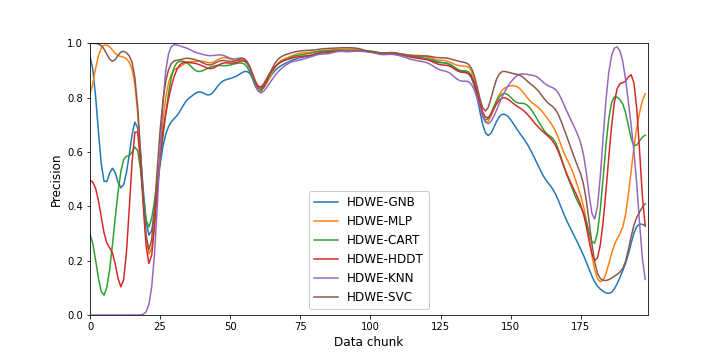 1.0
0.8
0.6
0.4
0.2
0.0
Precision
0
25
50
75
100
125
150
175
Data chunk
HDWE-GNB
HDWE-MLP
HDWE-CART
HDWE-HDDT
HDWE-KNN
HDWE-SVC